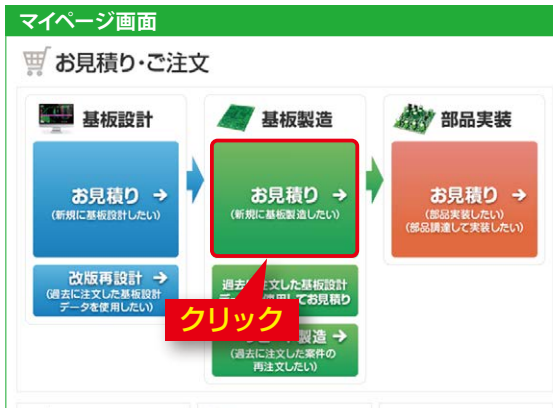 マイページ画面
お見積り・ご注文
基板設計
基板製造
部品実装
お見積り →
(新規に基板設計したい)
お見積り →
(新規に基板製造したい)
お見積り →
(部品実装したい)
(部品調達して実装したい)
改版再設計 →
(過去に注文した基板設計
データを使用したい)
過去 注文した基板設計
デー 使用してお見積り
クリック
製造 →
(過去に注文した案件の
再注文したい)